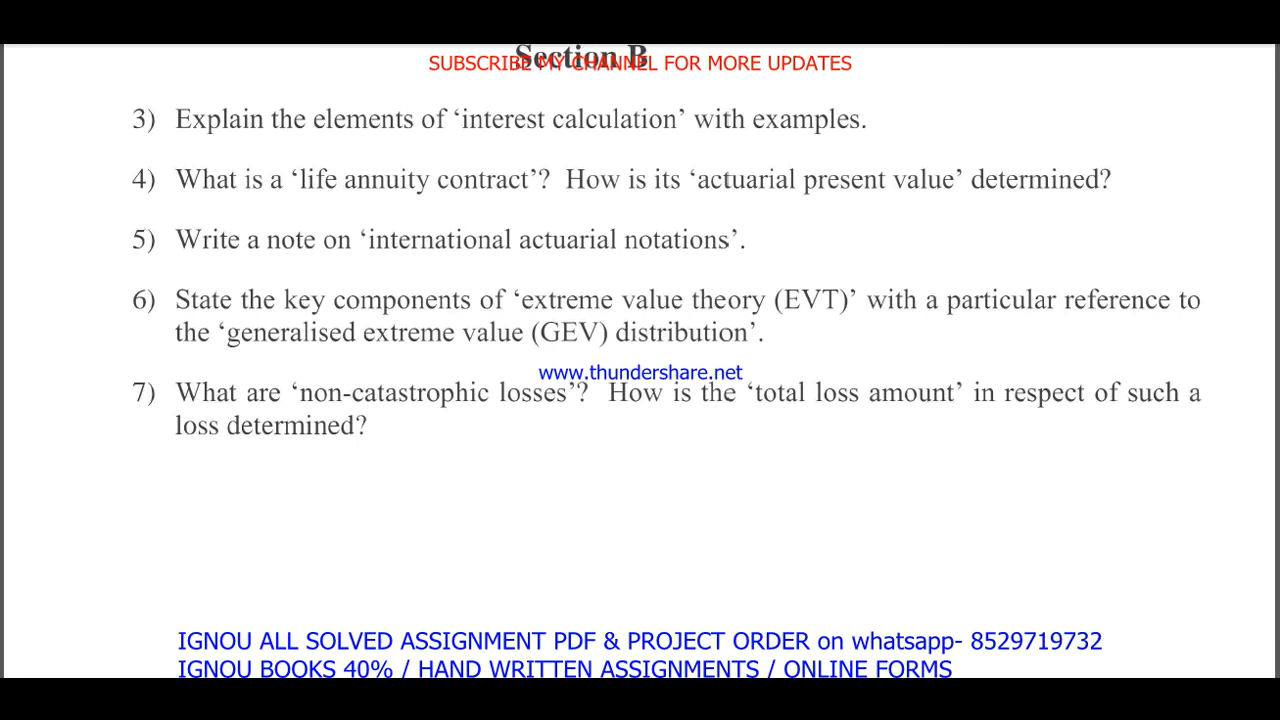 Section B
SUBSCRIBE MY CHANNEL FOR MORE UPDATES
3) Explain the elements of ‘interest calculation’ with examples.
4) What is a ‘life annuity contract’? How is its ‘actuarial present value’ determined?
5) Write a note on ‘international actuarial notations’.
6) State the key components of ‘extreme value theory (EVT)’ with a particular reference to
the ‘generalised extreme value (GEV) distribution’.
www.thundershare.net
7) What are ‘non-catastrophic losses’? How is the ‘total loss amount’ in respect of such a
loss determined?
IGNOU ALL SOLVED ASSIGNMENT PDF & PROJECT ORDER on whatsapp- 8529719732
IGNOU BOOKS 40% / HAND WRITTEN ASSIGNMENTS / ONLINE FORMS